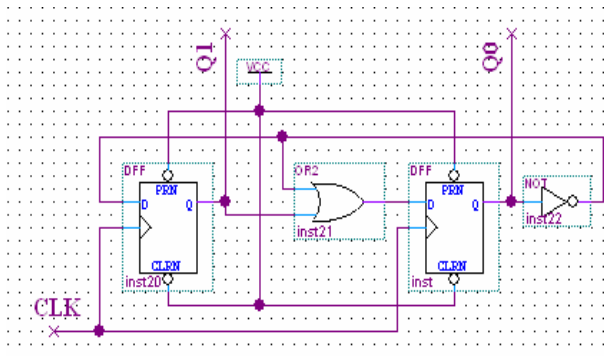 Q1
Q0
VCC
DFF
OR2
DFF
NOT
PRN
D
Q
CLRN
inst20
inst21
PRN
D
Q
CLRN
inst
inst22
CLK